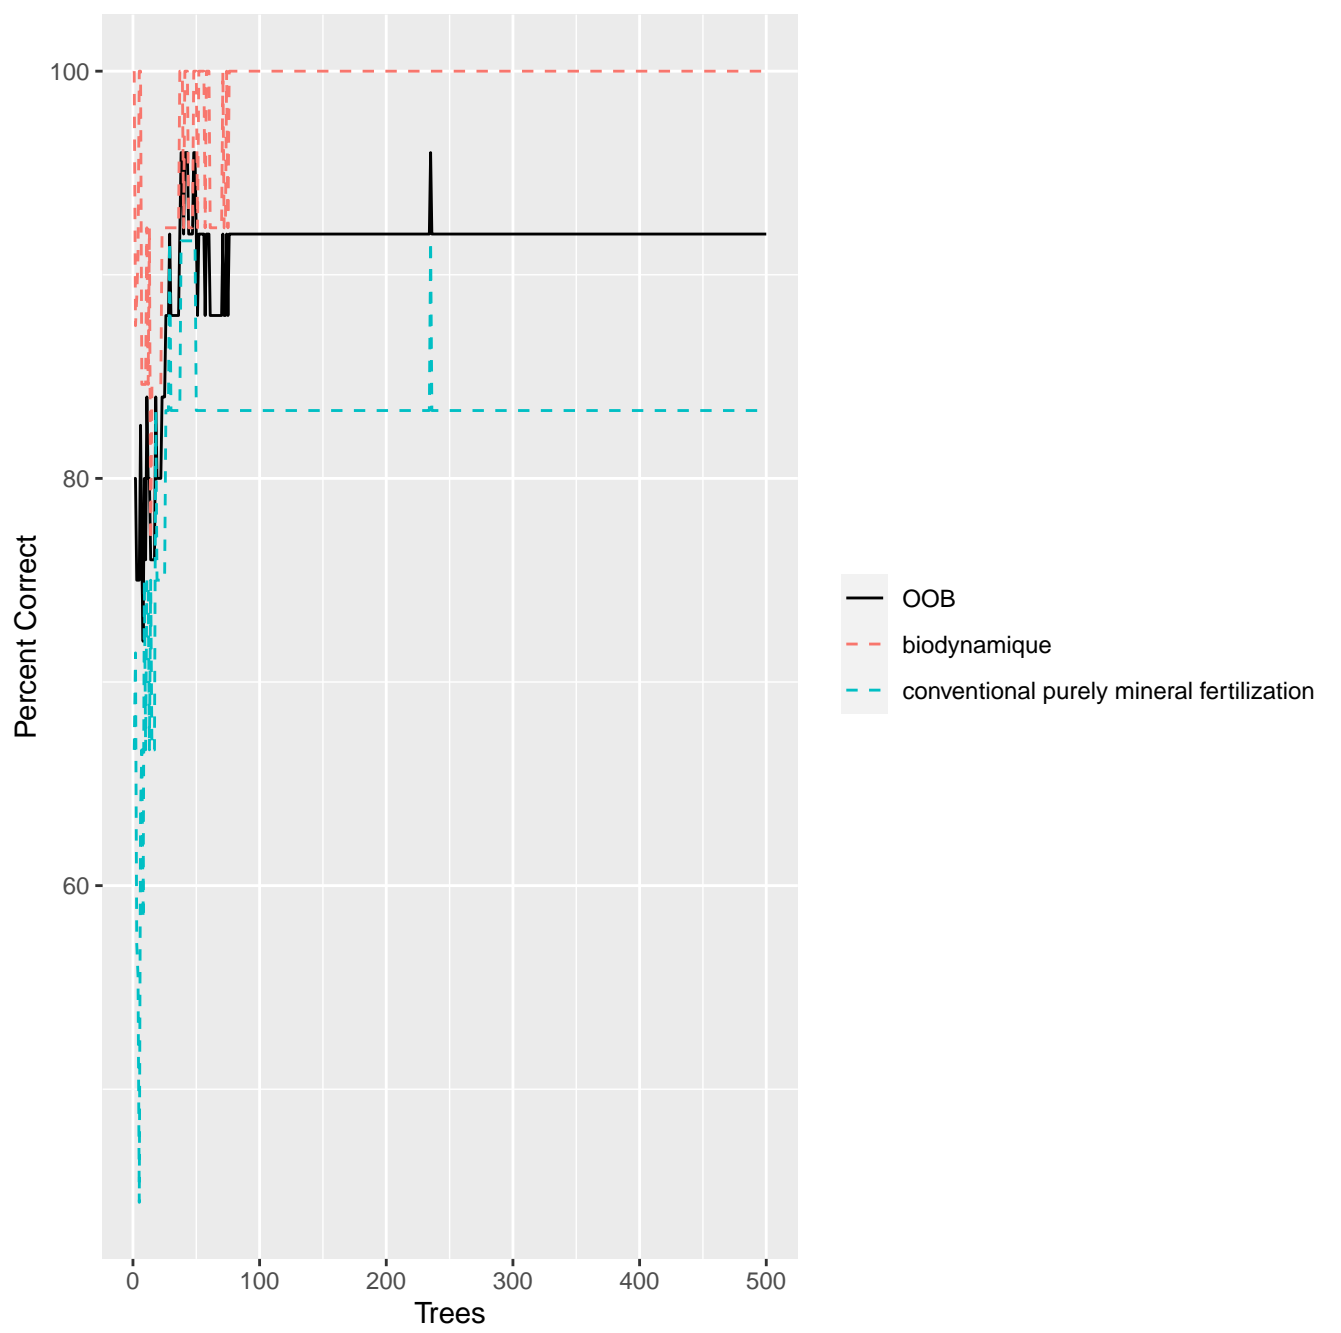 100
80
60
Percent Correct
0 100 200 300 400 500
Trees
OOB
biodynamique
conventional purely mineral fertilization